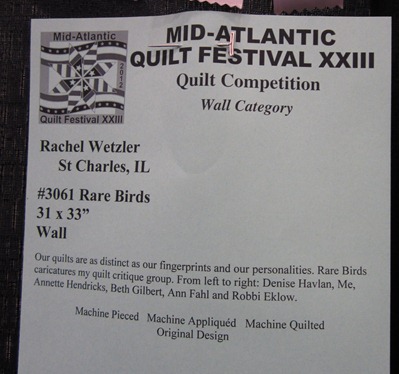 Mid-Atlantic
2012
Quilt Festival XXIII
MID-ATLANTIC
QUILT FESTIVAL XXIII
Quilt Competition
Wall Category
Rachel Wetzler
St Charles, IL
#3061 Rare Birds
31 x 33”
Wall
Our quilts are as distinct as our fingerprints and our personalities. Rare Birds
caricatures my quilt critique group. From left to right: Denise Havlan, Me,
Annette Hendricks, Beth Gilbert, Ann Fahl and Robbi Eklow.
Machine Pieced Machine Appliquéd Machine Quilted
Original Design